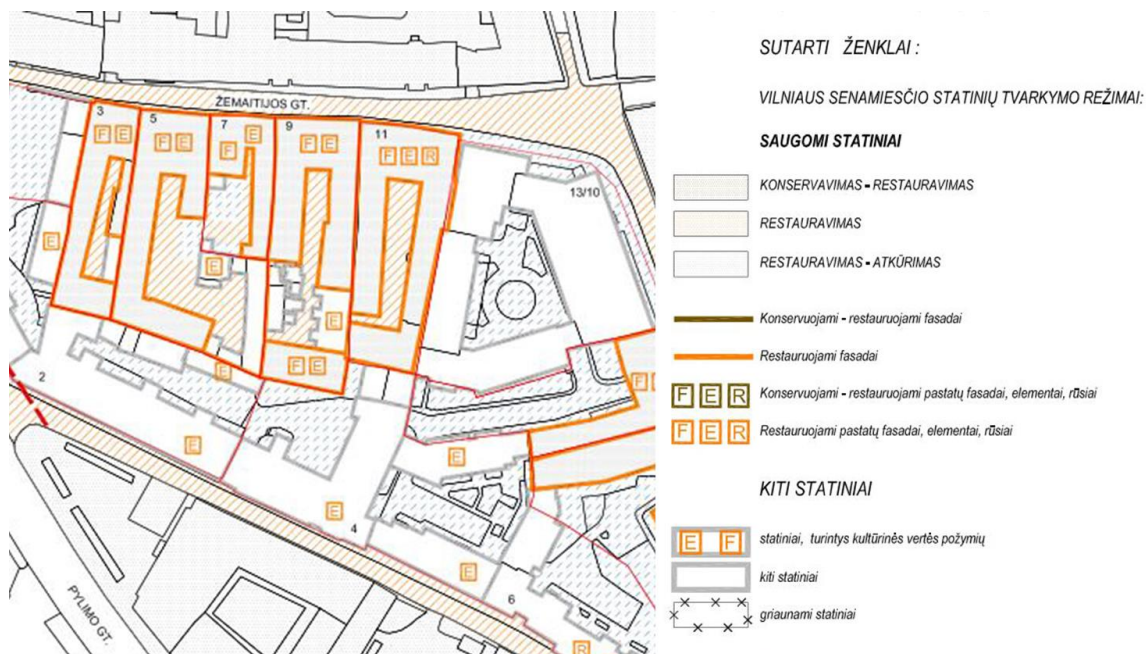 ŽEMAITIJOS GT.
3
5
7
9
11
F E
F E
E
F
F E
F E R
13/10
E
E
E
F E
E
2
E
E
E
4
E
6
R
F
PYLIMO GT.
SUTARTI ŽENKLAI :
VILNIAUS SENAMIESČIO STATINIŲ TVARKYMO REŽIMAI:
SAUGOMI STATINIAI
KONSERVAVIMAS - RESTAURAVIMAS
RESTAURAVIMAS
RESTAURAVIMAS - ATKŪRIMAS
Konservuojami - restauruojami fasadai
Restauruojami fasadai
F E R Konservuojami - restauruojami pastatų fasadai, elementai, rūsiai
F E R Restauruojami pastatų fasadai, elementai, rūsiai
KITI STATINIAI
E F statiniai, turintys kultūrinės vertės požymių
kiti statiniai
griaunami statiniai